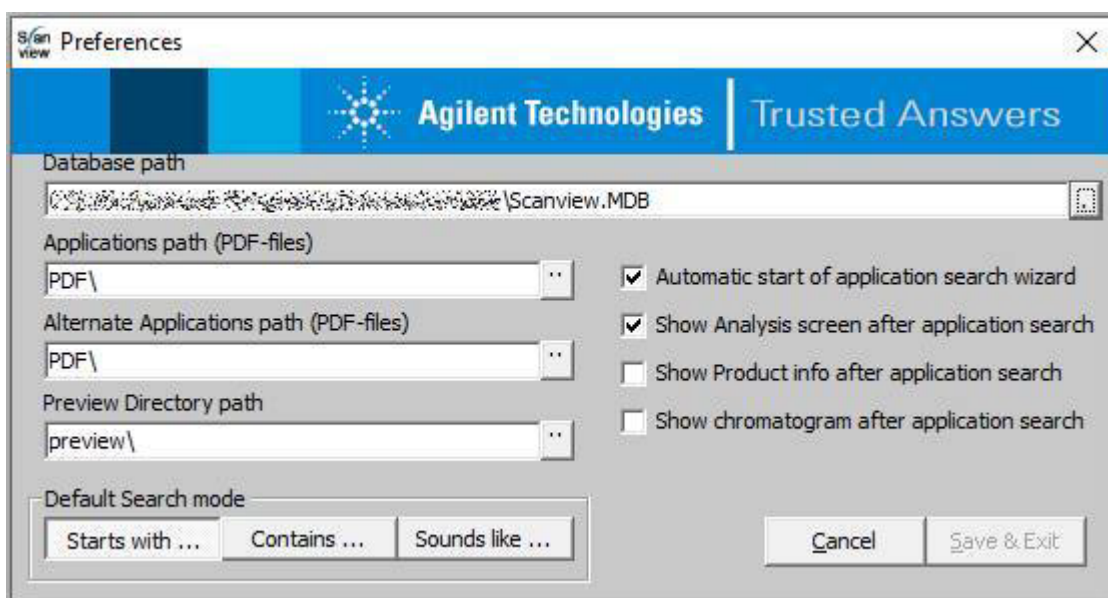 Scan
view
Preferences
Agilent Technologies
Trusted Answers
Database path
\Scanview.MDB
.
Applications path (PDF-files)
PDF\
..
Automatic start of application search wizard
Alternate Applications path (PDF-files)
Show Analysis screen after application search
PDF\
..
Show Product info after application search
Preview Directory path
Show chromatogram after application search
preview\
..
Default Search mode
Starts with ...
Contains ...
Sounds like ...
Cancel
Save & Exit